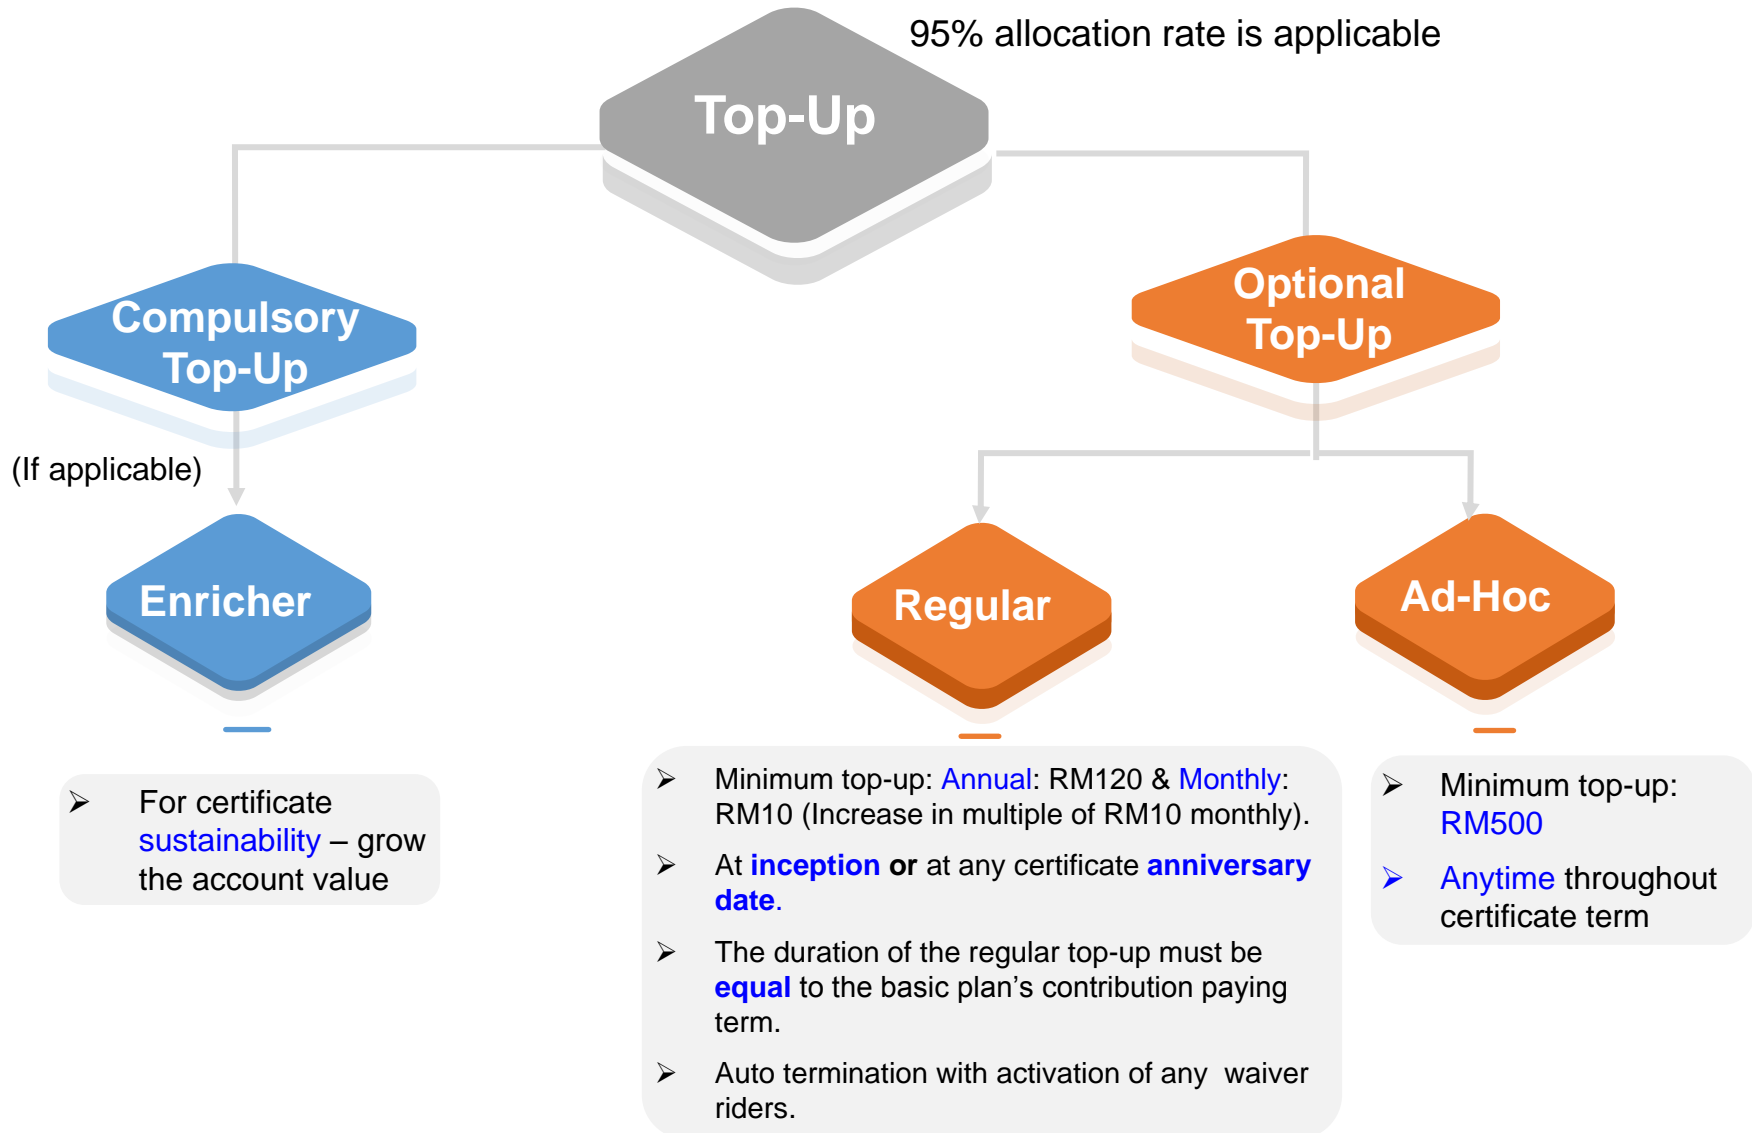 95% allocation rate is applicable
Top-Up
Compulsory
Top-Up
Optional
Top-Up
(If applicable)
Enricher
Regular
Ad-Hoc
➤ For certificate
sustainability – grow
the account value
➤ Minimum top-up: Annual: RM120 & Monthly:
RM10 (Increase in multiple of RM10 monthly).
➤ At inception or at any certificate anniversary
date.
➤ The duration of the regular top-up must be
equal to the basic plan’s contribution paying
term.
➤ Auto termination with activation of any waiver
riders.
➤ Minimum top-up:
RM500
➤ Anytime throughout
certificate term